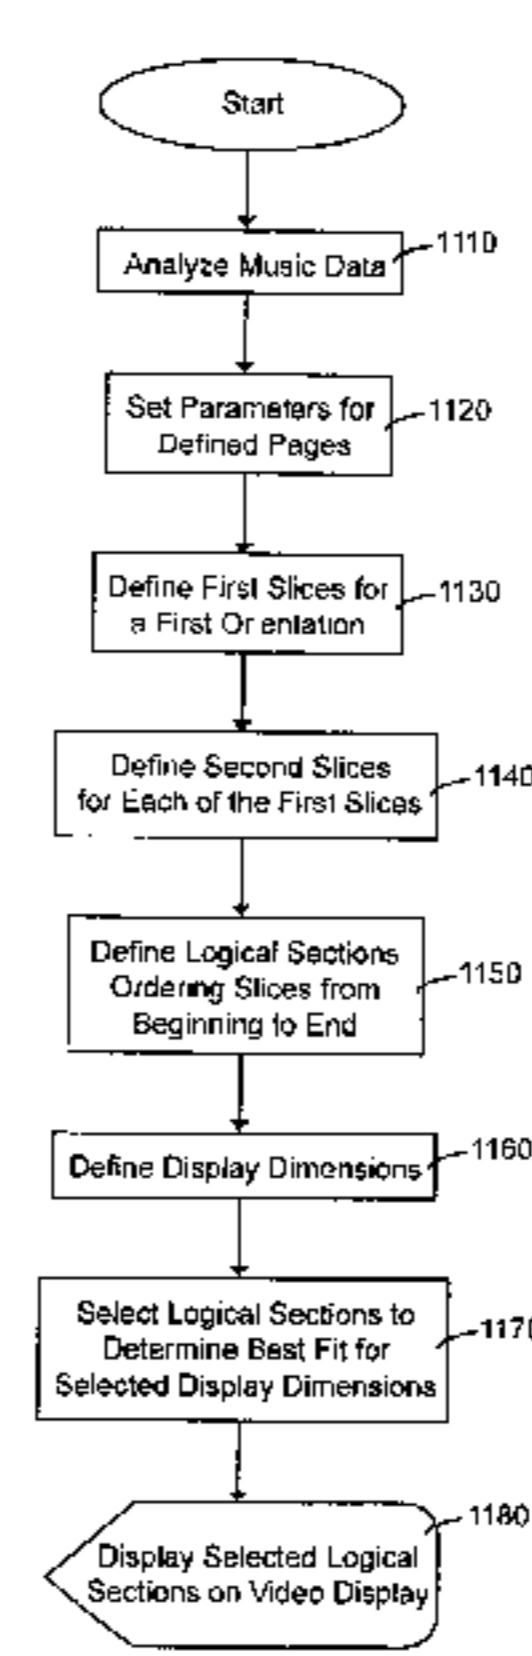 Start
Analyze Music Data
1110
Set Parameters for
Defined Pages
1120
Define First Slices for
a First Orientation
1130
Define Second Slices
for Each of the First Slices
1140
Define Logical Sections
Ordering Slices from
Beginning to End
1150
Define Display Dimensions
1160
Select Logical Sections to
Determine Best Fit for
Selected Display Dimensions
1170
Display Selected Logical
Sections on Video Display
1180